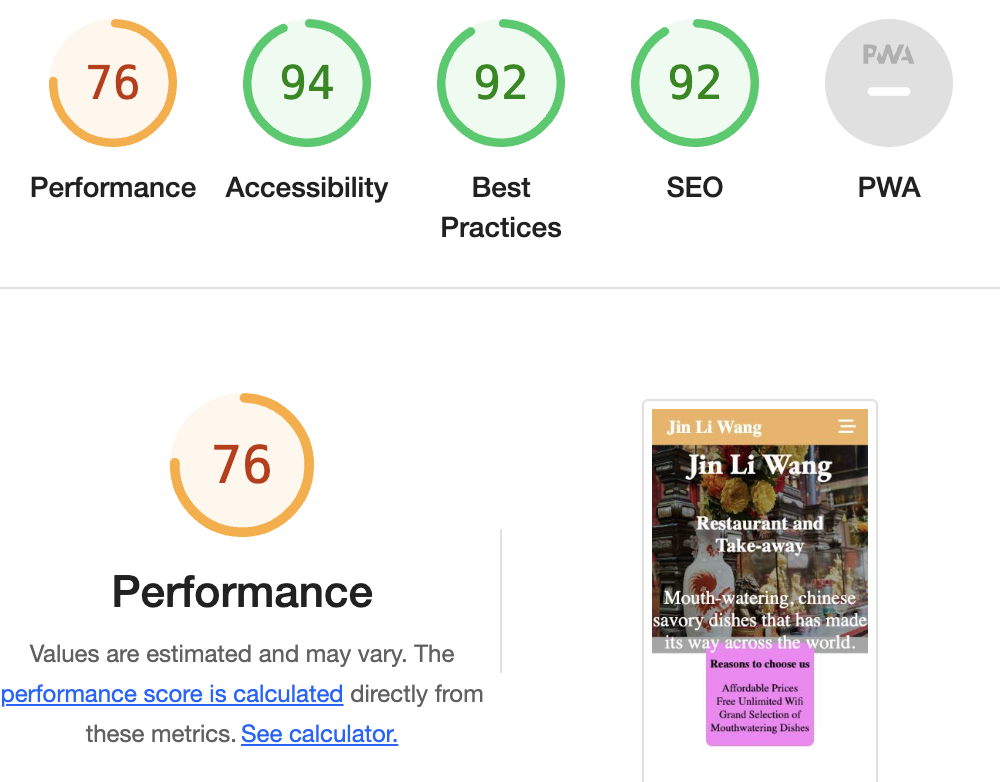 76
94
92
92
PWA
Performance
Accessibility
Best
Practices
SEO
PWA
76
Performance
Values are estimated and may vary. The
performance score is calculated directly from
these metrics. See calculator.
Jin Li Wang
Jin Li Wang
Restaurant and
Take-away
Mouth-watering, chinese
savory dishes that has made
its way across the world.
Reasons to choose us
Affordable Prices
Free Unlimited Wifi
Grand Selection of
Mouthwatering Dishes